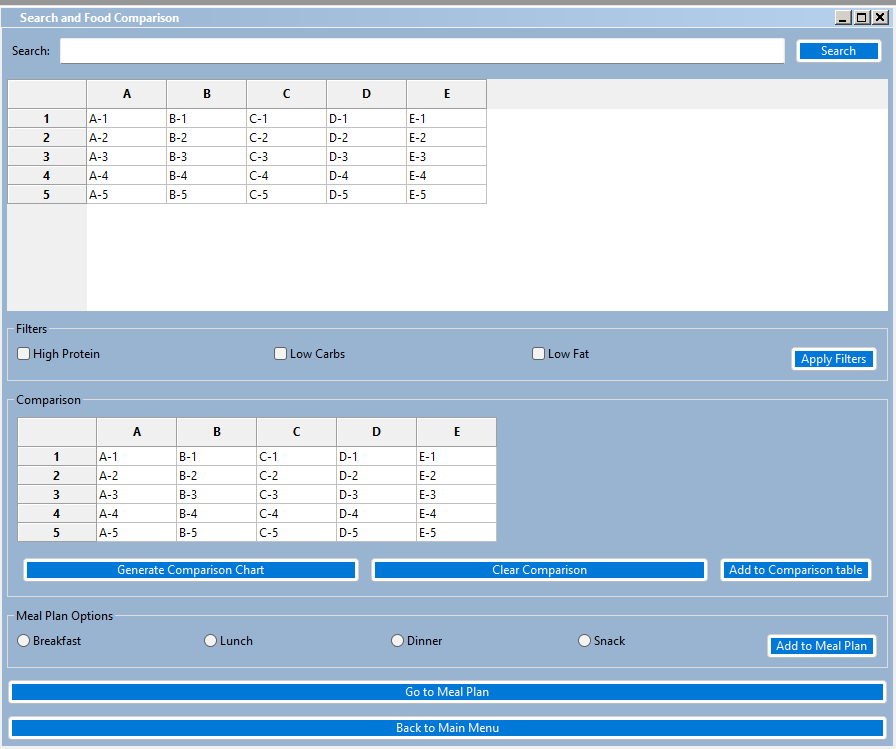 Search and Food Comparison
Search: Search
A B C D E
1 A-1 B-1 C-1 D-1 E-1
2 A-2 B-2 C-2 D-2 E-2
3 A-3 B-3 C-3 D-3 E-3
4 A-4 B-4 C-4 D-4 E-4
5 A-5 B-5 C-5 D-5 E-5
Filters
High Protein Low Carbs Low Fat Apply Filters
Comparison
A B C D E
1 A-1 B-1 C-1 D-1 E-1
2 A-2 B-2 C-2 D-2 E-2
3 A-3 B-3 C-3 D-3 E-3
4 A-4 B-4 C-4 D-4 E-4
5 A-5 B-5 C-5 D-5 E-5
Generate Comparison Chart Clear Comparison Add to Comparison table
Meal Plan Options
Breakfast Lunch Dinner Snack Add to Meal Plan
Go to Meal Plan
Back to Main Menu